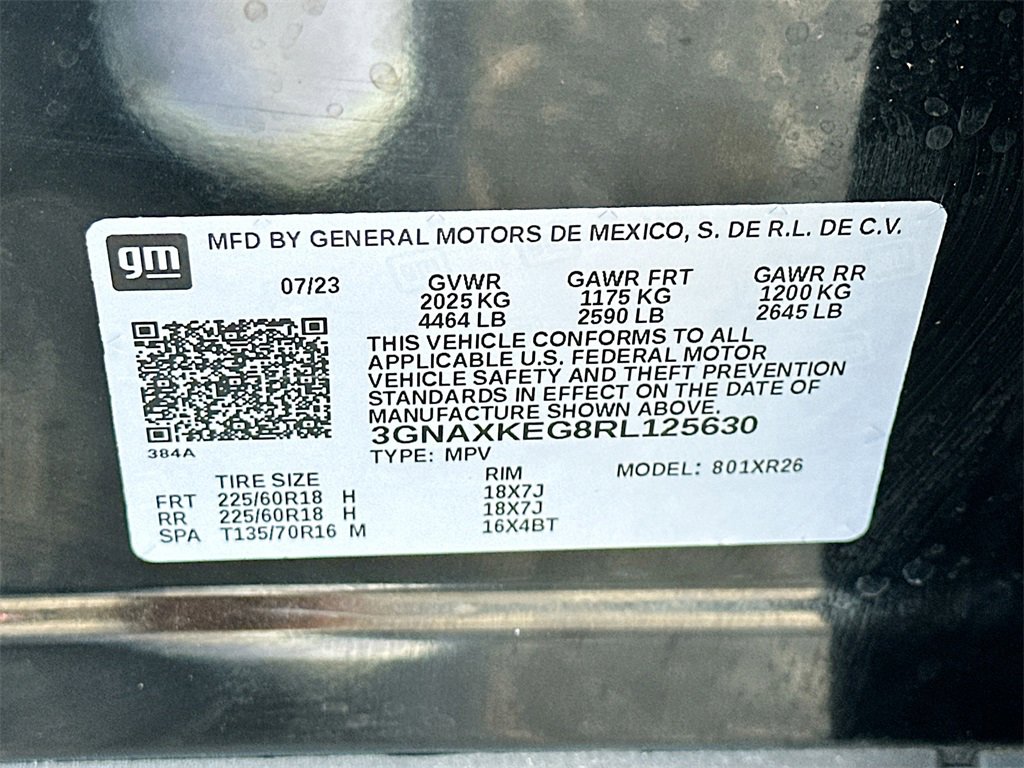 gm
MFD BY GENERAL MOTORS DE MEXICO, S. DE R.L. DE C.V.
07/23 GVWR GAWR FRT GAWR RR
2025 KG 1175 KG 1200 KG
4464 LB 2590 LB 2645 LB
THIS VEHICLE CONFORMS TO ALL
APPLICABLE U.S. FEDERAL MOTOR
VEHICLE SAFETY AND THEFT PREVENTION
STANDARDS IN EFFECT ON THE DATE OF
MANUFACTURE SHOWN ABOVE.
3GNAXKEG8RL125630
384A
TYPE: MPV
TIRE SIZE RIM MODEL: 801XR26
FRT 225/60R18 H 18X7J
RR 225/60R18 H 18X7J
SPA T135/70R16 M 16X4BT